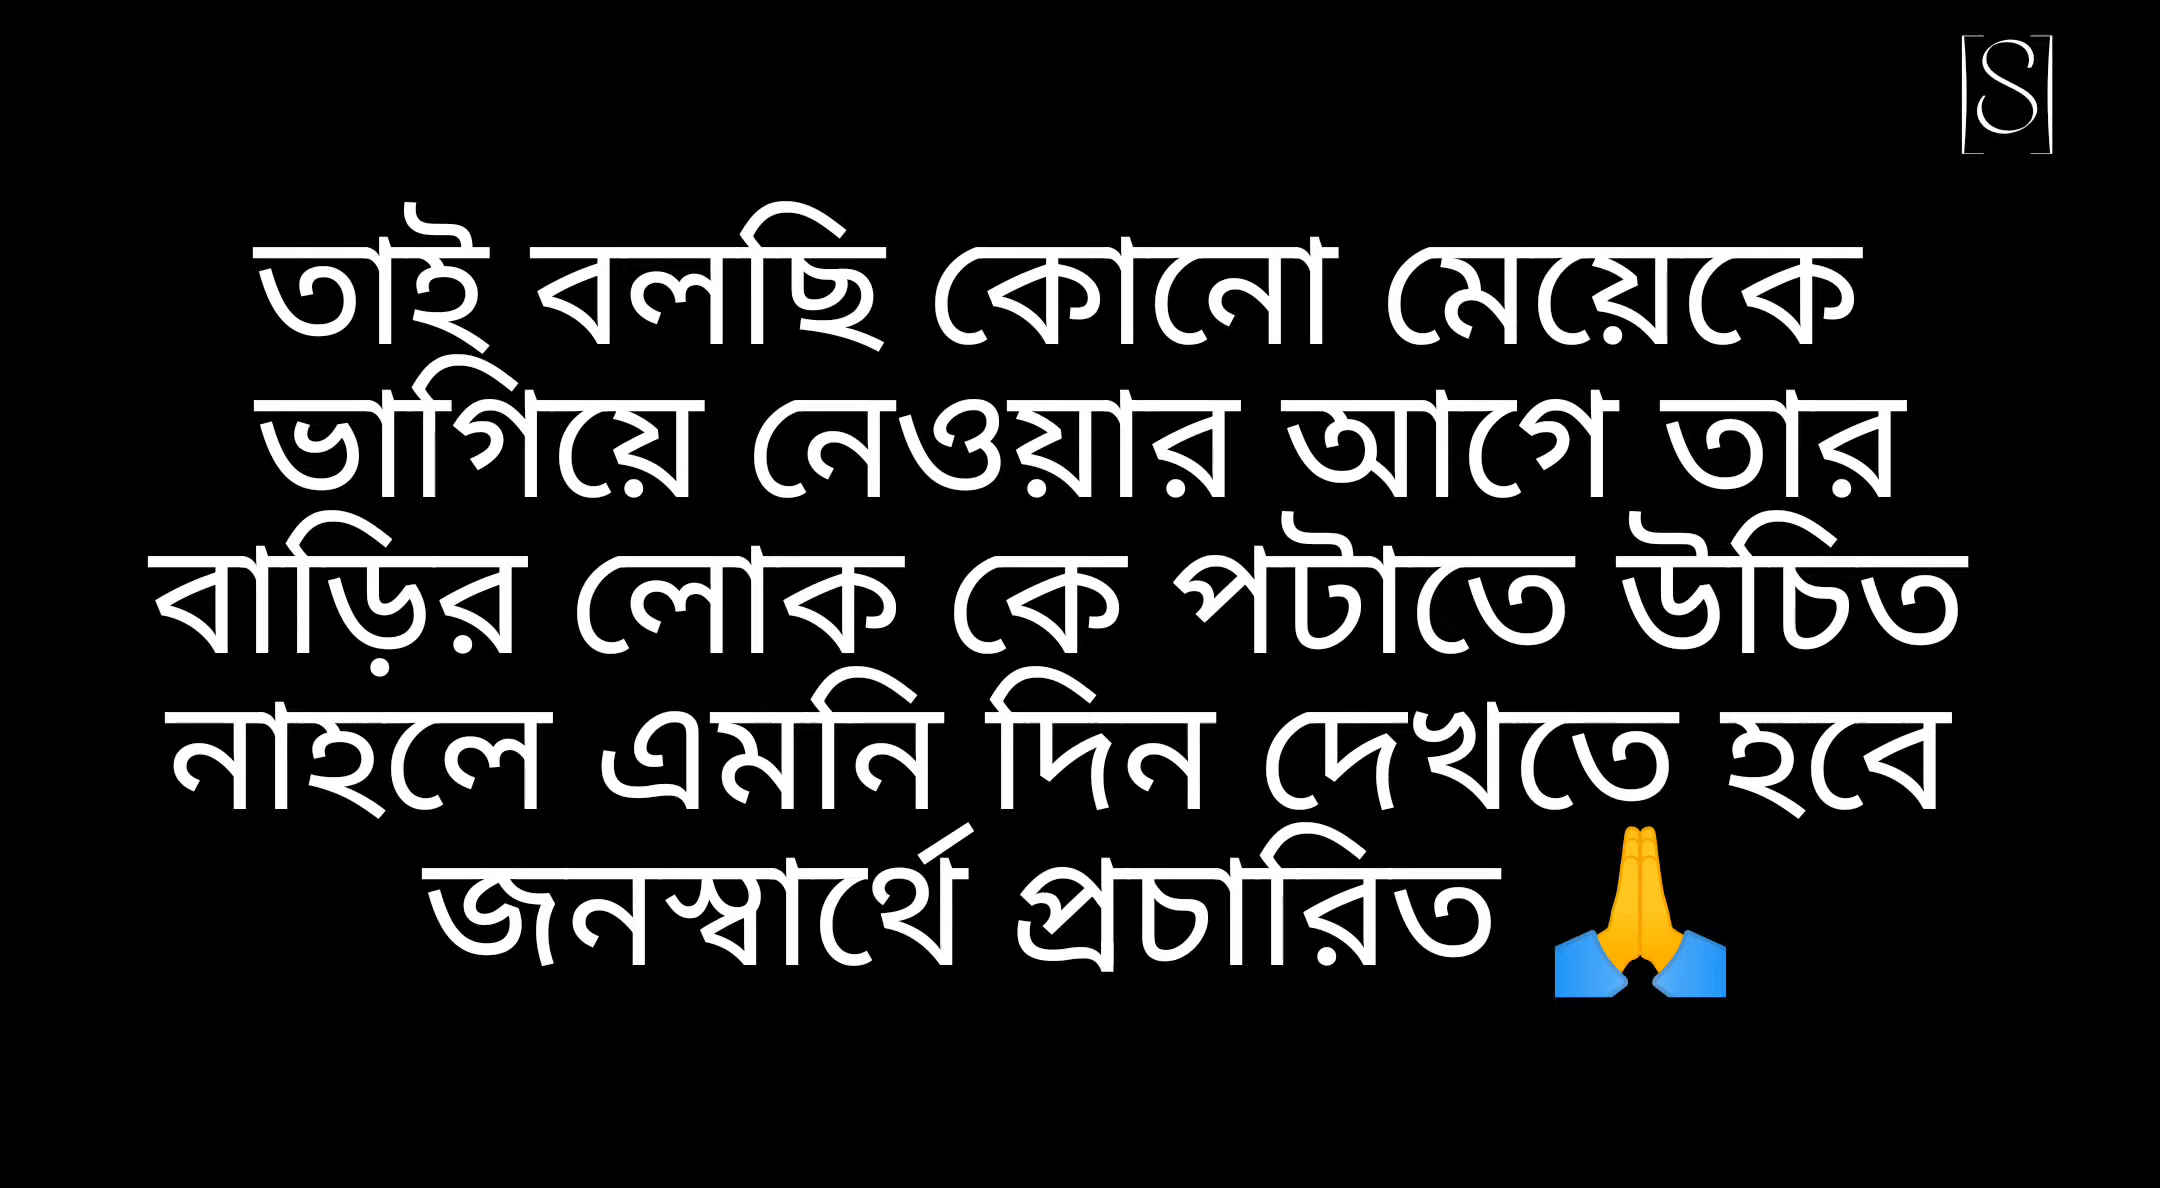 S
তাই বলছি কোনো মেয়েকে
ভাগিয়ে নেওয়ার আগে তার
বাড়ির লোক কে পটাতে উচিত
নাহলে এমনি দিন দেখতে হবে
জনস্বার্থে প্রচারিত 🙏